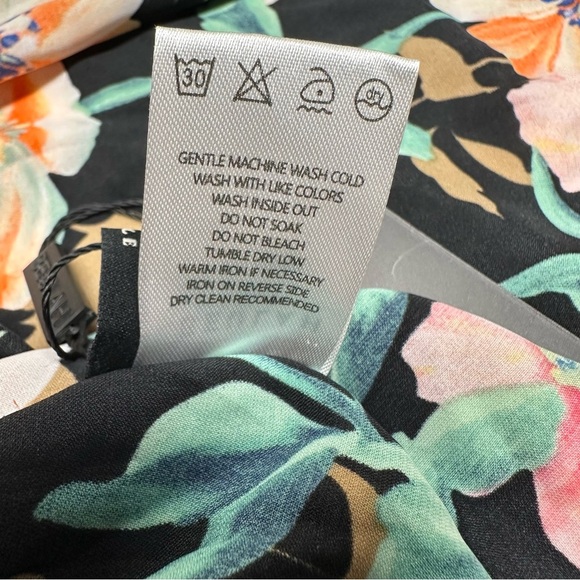 30
dry
GENTLE MACHINE WASH COLD
WASH WITH LIKE COLORS
WASH INSIDE OUT
DO NOT SOAK
DO NOT BLEACH
TUMBLE DRY LOW
WARM IRON IF NECESSARY
IRON ON REVERSE SIDE
DRY CLEAN RECOMMENDED